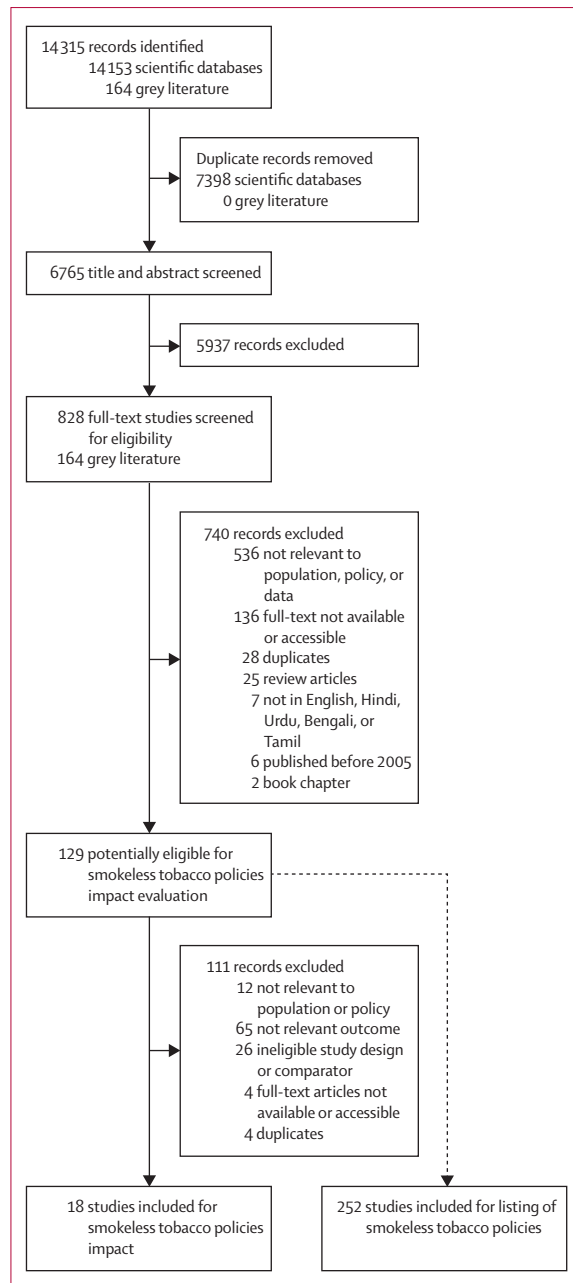 14 315 records identified
14 153 scientific databases
164 grey literature
Duplicate records removed
7398 scientific databases
0 grey literature
6765 title and abstract screened
5937 records excluded
828 full-text studies screened
for eligibility
164 grey literature
740 records excluded
536 not relevant to
population, policy, or
data
136 full-text not available
or accessible
28 duplicates
25 review articles
7 not in English, Hindi,
Urdu, Bengali, or
Tamil
6 published before 2005
2 book chapter
129 potentially eligible for
smokeless tobacco policies
impact evaluation
111 records excluded
12 not relevant to
population or policy
65 not relevant outcome
26 ineligible study design
or comparator
4 full-text articles not
available or accessible
4 duplicates
18 studies included for
smokeless tobacco policies
impact
252 studies included for listing of
smokeless tobacco policies